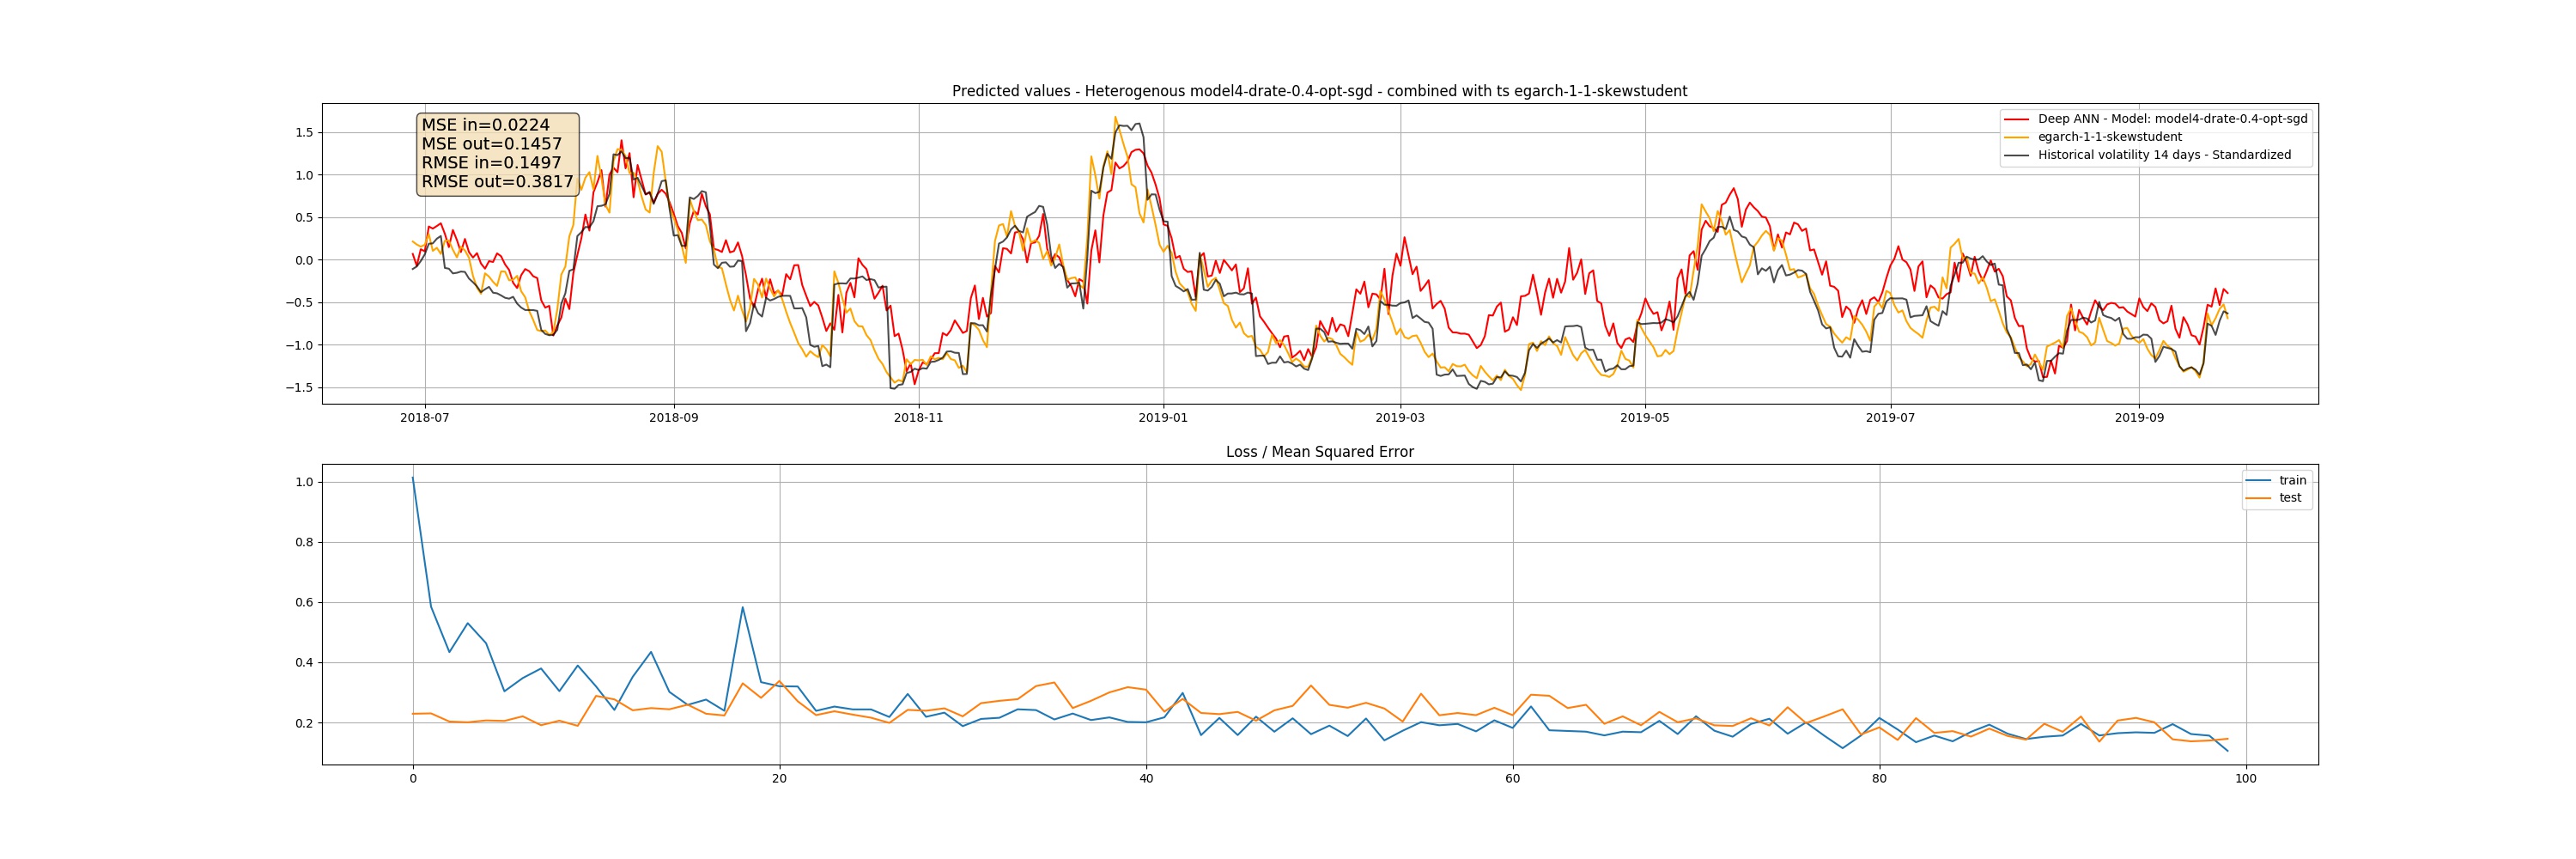 Predicted values - Heterogenous model4-drate-0.4-opt-sgd - combined with ts egarch-1-1-skewstudent
MSE in=0.0224
MSE out=0.1457
RMSE in=0.1497
RMSE out=0.3817
Deep ANN - Model: model4-drate-0.4-opt-sgd
egarch-1-1-skewstudent
Historical volatility 14 days - Standardized
1.5
1.0
0.5
0.0
−0.5
−1.0
−1.5
2018-07 2018-09 2018-11 2019-01 2019-03 2019-05 2019-07 2019-09
Loss / Mean Squared Error
train
test
1.0
0.8
0.6
0.4
0.2
0 20 40 60 80 100